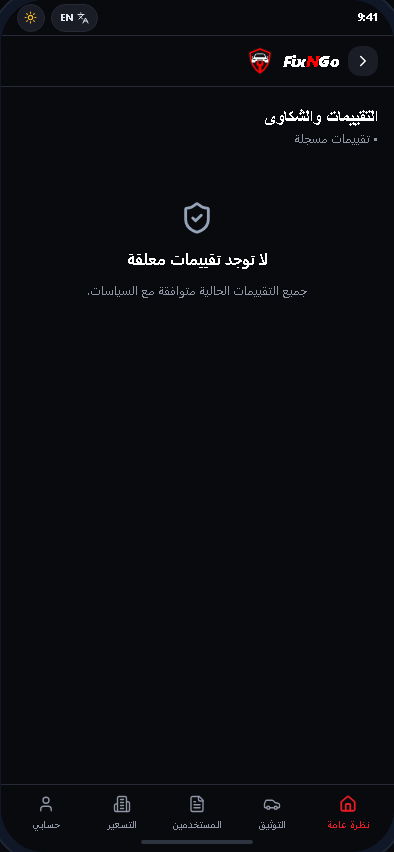 9:41
EN
FixNGo
التقييمات والشكاوى
٠ تقييمات مسجلة
لا توجد تقييمات معلقة
جميع التقييمات الحالية متوافقة مع السياسات.
نظرة عامة
التوثيق
المستخدمين
التسعير
حسابي